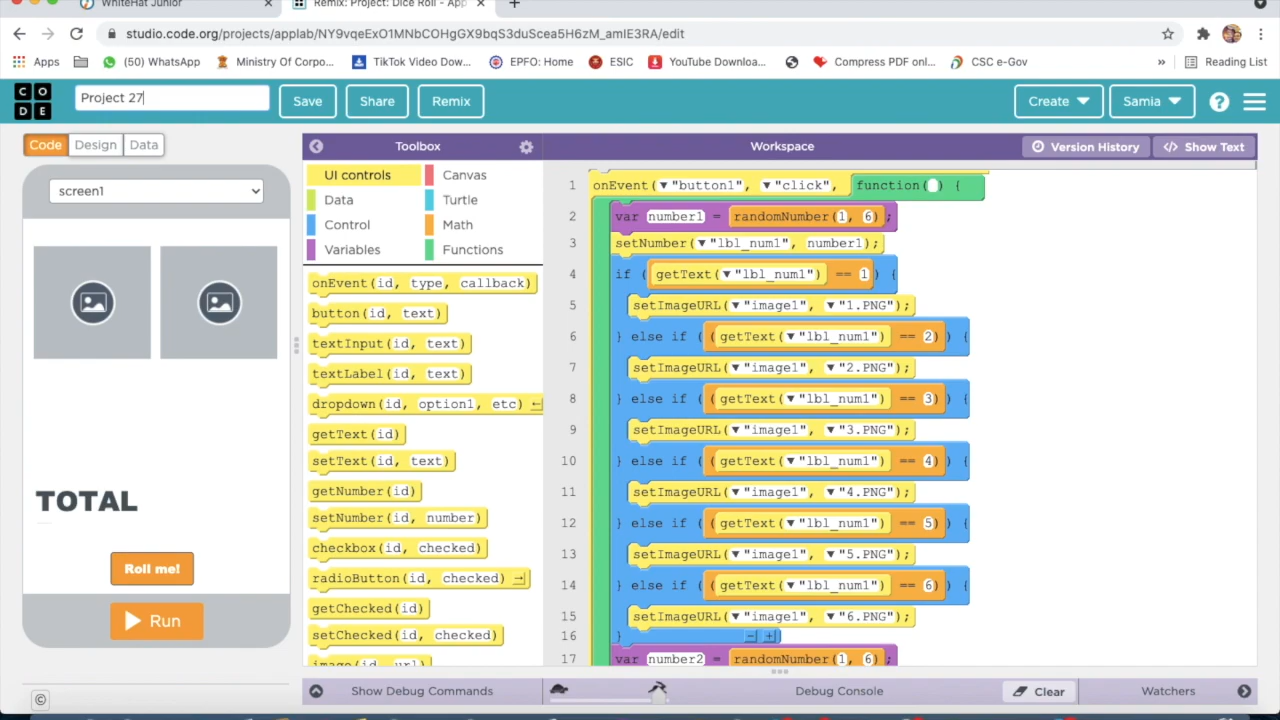 WhiteHat Junior
Remix: Project: Dice Roll - App
studio.code.org/projects/applab/NY9vqeExO1MNbCOHgGX9bqS3duScea5H6zM_amIE3RA/edit
Apps
(50) WhatsApp
Ministry Of Corpo...
TikTok Video Dow...
EPFO: Home
ESIC
YouTube Downloa...
Compress PDF onl...
CSC e-Gov
»
Reading List
C O
D E
Project 27
Save
Share
Remix
Create
Samia
?
Code
Design
Data
Toolbox
Workspace
Version History
</> Show Text
screen1
TOTAL
Roll me!
Run
UI controls
Canvas
Data
Turtle
Control
Math
Variables
Functions
onEvent(id, type, callback)
button(id, text)
textInput(id, text)
textLabel(id, text)
dropdown(id, option1, etc)
getText(id)
setText(id, text)
getNumber(id)
setNumber(id, number)
checkbox(id, checked)
radioButton(id, checked)
getChecked(id)
setChecked(id, checked)
image(id, url)
1 onEvent(▼"button1", ▼"click", function( ) {
2 var number1 = randomNumber(1, 6);
3 setNumber(▼"lbl_num1", number1);
4 if (getText(▼"lbl_num1") == 1) {
5 setImageURL(▼"image1", ▼"1.PNG");
6 } else if ((getText(▼"lbl_num1") == 2)) {
7 setImageURL(▼"image1", ▼"2.PNG");
8 } else if ((getText(▼"lbl_num1") == 3)) {
9 setImageURL(▼"image1", ▼"3.PNG");
10 } else if ((getText(▼"lbl_num1") == 4)) {
11 setImageURL(▼"image1", ▼"4.PNG");
12 } else if ((getText(▼"lbl_num1") == 5)) {
13 setImageURL(▼"image1", ▼"5.PNG");
14 } else if ((getText(▼"lbl_num1") == 6)) {
15 setImageURL(▼"image1", ▼"6.PNG");
16 } - +
17 var number2 = randomNumber(1, 6);
©
Show Debug Commands
Debug Console
Clear
Watchers